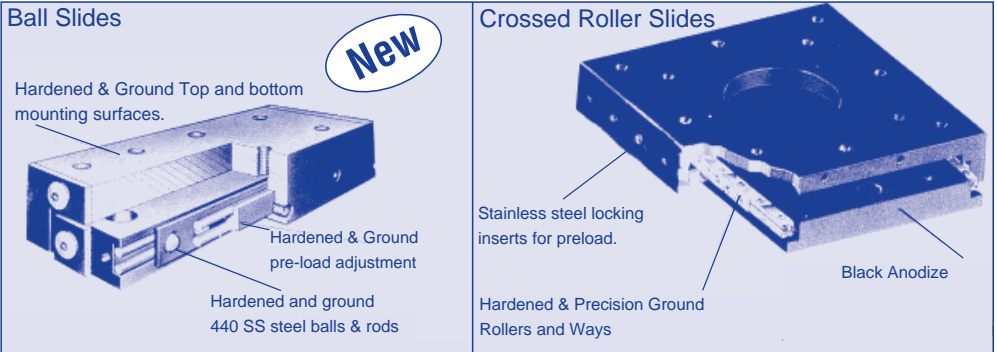 Ball Slides
New
Hardened & Ground Top and bottom
mounting surfaces.
Hardened & Ground
pre-load adjustment
Hardened and ground
440 SS steel balls & rods
Crossed Roller Slides
Stainless steel locking
inserts for preload.
Black Anodize
Hardened & Precision Ground
Rollers and Ways